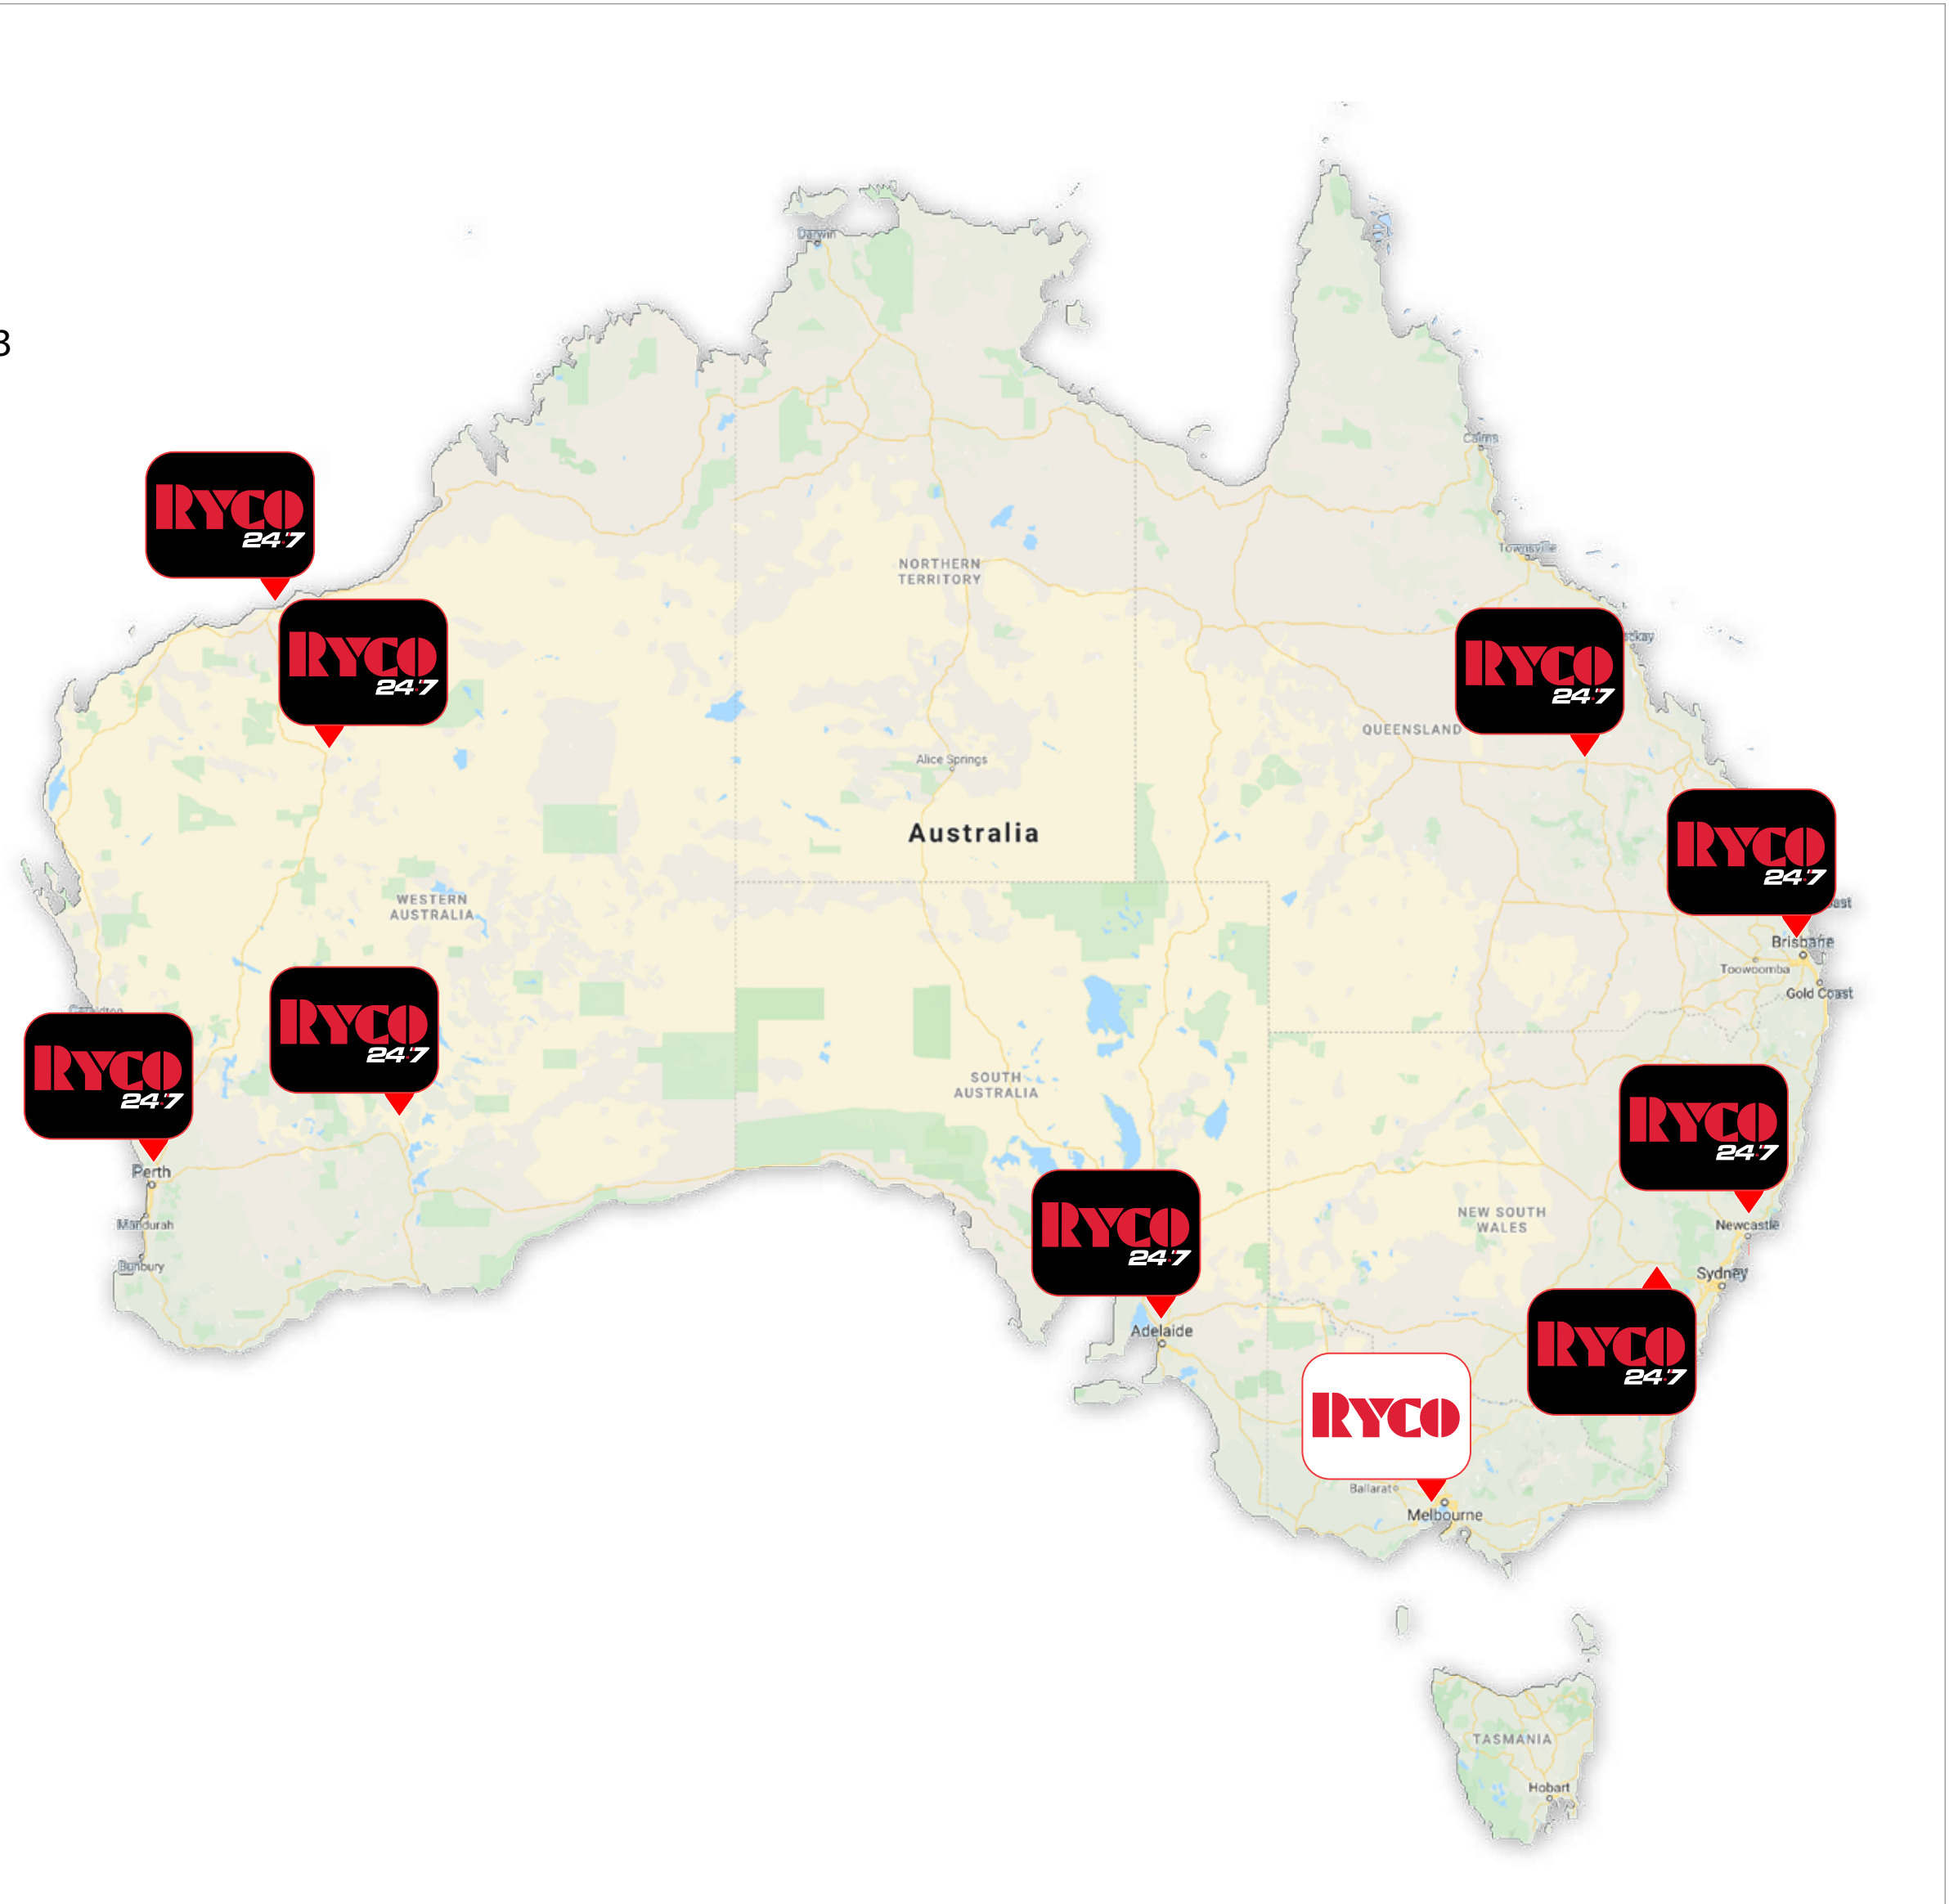 3
Darwin
Cairns
RYCO
24·7
Townsville
NORTHERN
TERRITORY
RYCO
24·7
RYCO
24·7
QUEENSLAND
Alice Springs
Australia
RYCO
24·7
WESTERN
AUSTRALIA
Brisbane
Toowoomba
Gold Coast
RYCO
24·7
RYCO
24·7
SOUTH
AUSTRALIA
RYCO
24·7
Perth
Mandurah
Bunbury
RYCO
24·7
NEW SOUTH
WALES
Newcastle
Sydney
Adelaide
RYCO
24·7
RYCO
Ballarat
Melbourne
TASMANIA
Hobart